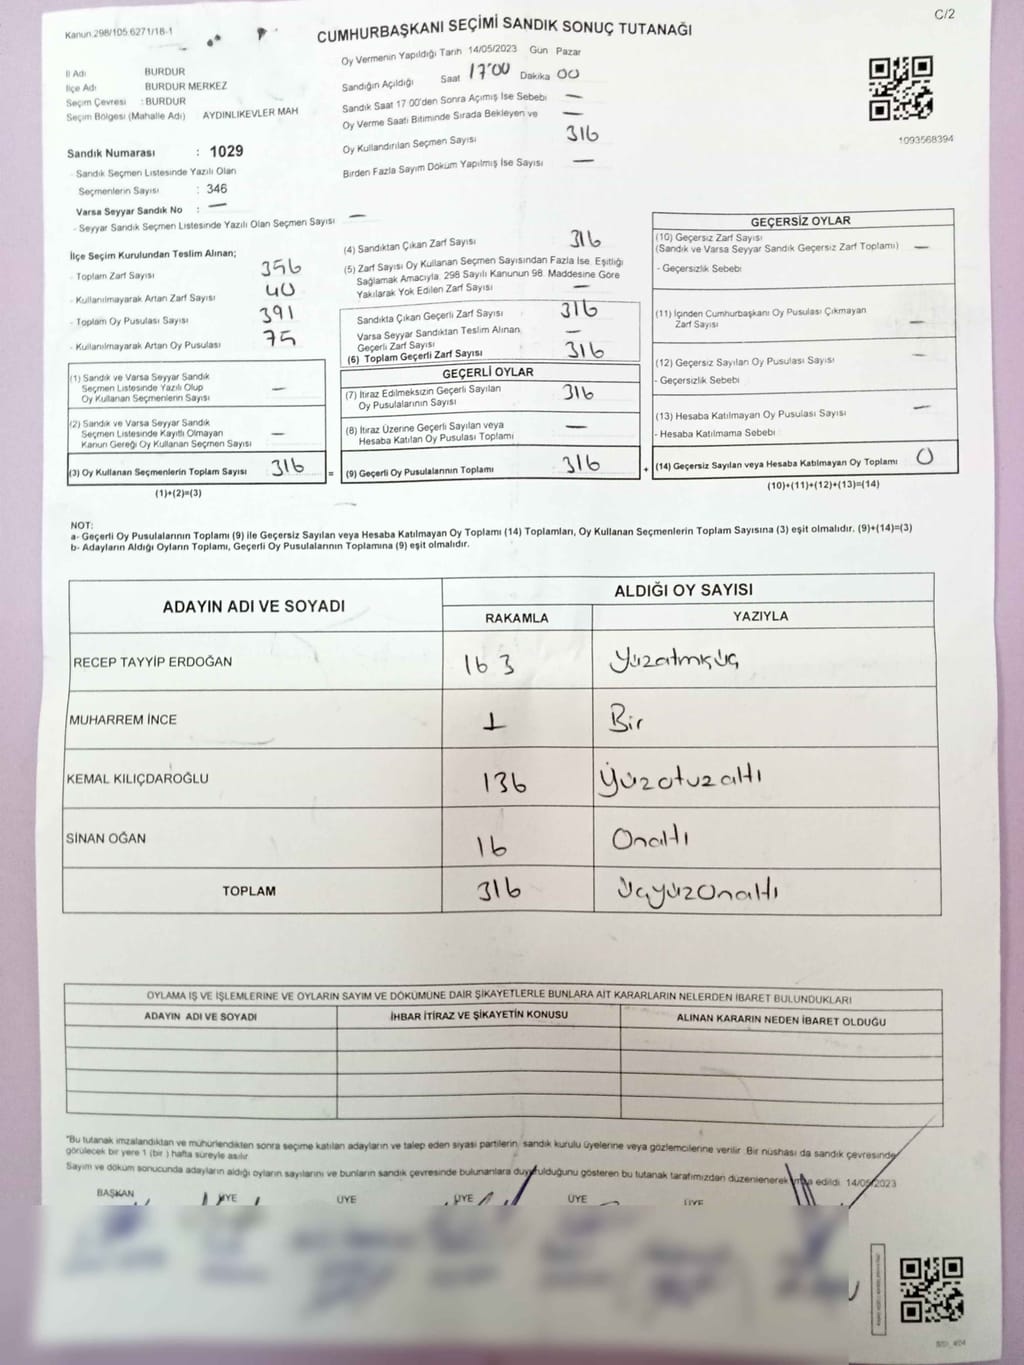 Kanun 298/105.6271/18-1
C/2
CUMHURBAŞKANI SEÇİMİ SANDIK SONUÇ TUTANAĞI
Oy Vermenin Yapıldığı Tarih 14/05/2023 Gün Pazar
İl Adı BURDUR
İlçe Adı BURDUR MERKEZ
Seçim Çevresi : BURDUR
Seçim Bölgesi (Mahalle Adı) AYDINLIKEVLER MAH
Sandık Numarası : 1029
- Sandık Seçmen Listesinde Yazılı Olan
Seçmenlerin Sayısı : 346
Varsa Seyyar Sandık No : —
- Seyyar Sandık Seçmen Listesinde Yazılı Olan Seçmen Sayısı —
Sandığın Açıldığı Saat 17:00 Dakika 00
Sandık Saat 17 00'den Sonra Açımış İse Sebebi —
Oy Verme Saati Bitiminde Sırada Bekleyen ve —
Oy Kullandırılan Seçmen Sayısı 316
Birden Fazla Sayım Döküm Yapılmış İse Sayısı —
1093568394
İlçe Seçim Kurulundan Teslim Alınan;
- Toplam Zarf Sayısı 356
- Kullanılmayarak Artan Zarf Sayısı 40
- Toplam Oy Pusulası Sayısı 391
- Kullanılmayarak Artan Oy Pusulası 75
(1) Sandık ve Varsa Seyyar Sandık
Seçmen Listesinde Yazılı Olup
Oy Kullanan Seçmenlerin Sayısı —
(2) Sandık ve Varsa Seyyar Sandık
Seçmen Listesinde Kayıtlı Olmayan
Kanun Gereği Oy Kullanan Seçmen Sayısı —
(3) Oy Kullanan Seçmenlerin Toplam Sayısı 316 =
(1)+(2)=(3)
(4) Sandıktan Çıkan Zarf Sayısı 316
(5) Zarf Sayısı Oy Kullanan Seçmen Sayısından Fazla İse, Eşitliği
Sağlamak Amacıyla, 298 Sayılı Kanunun 98. Maddesine Göre
Yakılarak Yok Edilen Zarf Sayısı —
Sandıkta Çıkan Geçerli Zarf Sayısı 316
Varsa Seyyar Sandıktan Teslim Alınan —
Geçerli Zarf Sayısı
(6) Toplam Geçerli Zarf Sayısı 316
GEÇERLİ OYLAR
(7) İtiraz Edilmeksizin Geçerli Sayılan
Oy Pusulalarının Sayısı 316
(8) İtiraz Üzerine Geçerli Sayılan veya
Hesaba Katılan Oy Pusulası Toplamı —
(9) Geçerli Oy Pusulalarının Toplamı 316 +
GEÇERSİZ OYLAR
(10) Geçersiz Zarf Sayısı
(Sandık ve Varsa Seyyar Sandık Geçersiz Zarf Toplamı) —
- Geçersizlik Sebebi
(11) İçinden Cumhurbaşkanı Oy Pusulası Çıkmayan
Zarf Sayısı —
(12) Geçersiz Sayılan Oy Pusulası Sayısı —
- Geçersizlik Sebebi
(13) Hesaba Katılmayan Oy Pusulası Sayısı —
- Hesaba Katılmama Sebebi
(14) Geçersiz Sayılan veya Hesaba Katılmayan Oy Toplamı 0
(10)+(11)+(12)+(13)=(14)
NOT:
a- Geçerli Oy Pusulalarının Toplamı (9) ile Geçersiz Sayılan veya Hesaba Katılmayan Oy Toplamı (14) Toplamları, Oy Kullanan Seçmenlerin Toplam Sayısına (3) eşit olmalıdır. (9)+(14)=(3)
b- Adayların Aldığı Oyların Toplamı, Geçerli Oy Pusulalarının Toplamına (9) eşit olmalıdır.
ADAYIN ADI VE SOYADI
ALDIĞI OY SAYISI
RAKAMLA YAZIYLA
RECEP TAYYİP ERDOĞAN 163 Yüzatmışüç
MUHARREM İNCE 1 Bir
KEMAL KILIÇDAROĞLU 136 Yüzotuzaltı
SİNAN OĞAN 16 Onaltı
TOPLAM 316 Üçyüzonaltı
OYLAMA İŞ VE İŞLEMLERİNE VE OYLARIN SAYIM VE DÖKÜMÜNE DAİR ŞİKAYETLERLE BUNLARA AİT KARARLARIN NELERDEN İBARET BULUNDUKLARI
ADAYIN ADI VE SOYADI İHBAR İTİRAZ VE ŞİKAYETİN KONUSU ALINAN KARARIN NEDEN İBARET OLDUĞU
"Bu tutanak imzalandıktan ve mühürlendikten sonra seçime katılan adayların ve talep eden siyasi partilerin sandık kurulu üyelerine veya gözlemcilerine verilir. Bir nüshası da sandık çevresinde
görülecek bir yere 1 (bir) hafta süreyle asılır.
Sayım ve döküm sonucunda adayların aldığı oyların sayılarını ve bunların sandık çevresinde bulunanlara duyurulduğunu gösteren bu tutanak tarafımızdan düzenlenerek imza edildi. 14/05/2023
BAŞKAN ÜYE ÜYE ÜYE ÜYE ÜYE